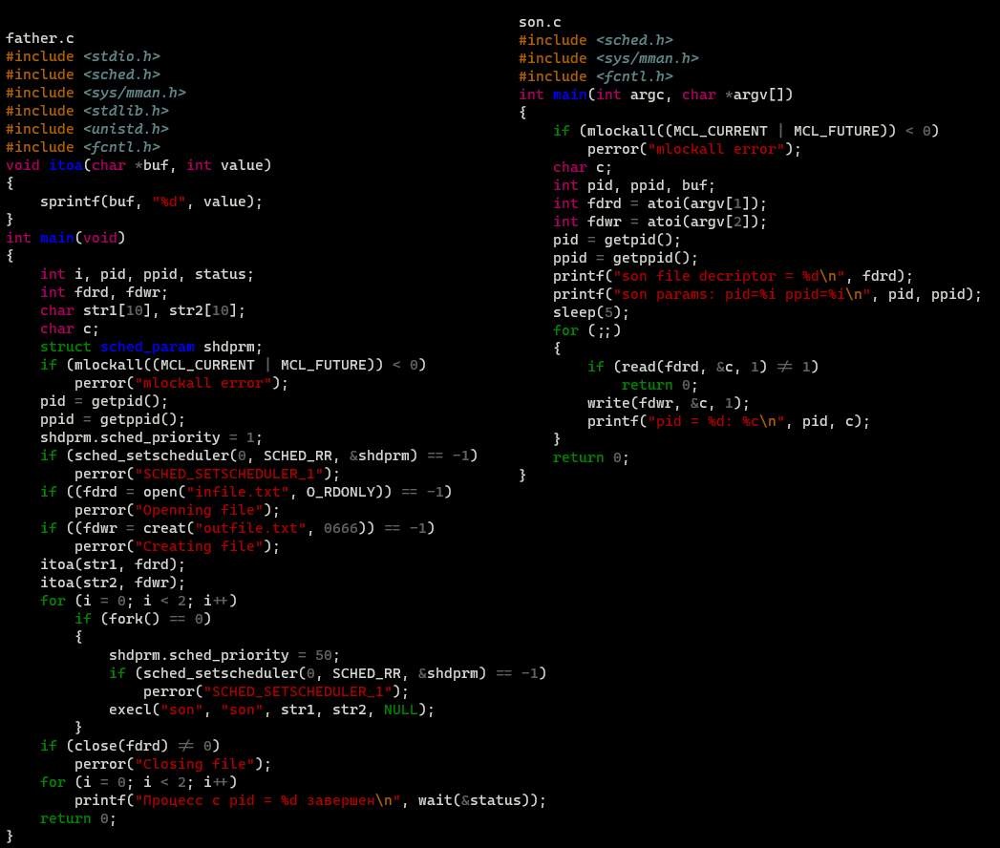 father.c
#include <stdio.h>
#include <sched.h>
#include <sys/mman.h>
#include <stdlib.h>
#include <unistd.h>
#include <fcntl.h>
void itoa(char *buf, int value)
{
    sprintf(buf, "%d", value);
}
int main(void)
{
    int i, pid, ppid, status;
    int fdrd, fdwr;
    char str1[10], str2[10];
    char c;
    struct sched_param shdprm;
    if (mlockall((MCL_CURRENT | MCL_FUTURE)) < 0)
        perror("mlockall error");
    pid = getpid();
    ppid = getppid();
    shdprm.sched_priority = 1;
    if (sched_setscheduler(0, SCHED_RR, &shdprm) == -1)
        perror("SCHED_SETSCHEDULER_1");
    if ((fdrd = open("infile.txt", O_RDONLY)) == -1)
        perror("Openning file");
    if ((fdwr = creat("outfile.txt", 0666)) == -1)
        perror("Creating file");
    itoa(str1, fdrd);
    itoa(str2, fdwr);
    for (i = 0; i < 2; i++)
        if (fork() == 0)
        {
            shdprm.sched_priority = 50;
            if (sched_setscheduler(0, SCHED_RR, &shdprm) == -1)
                perror("SCHED_SETSCHEDULER_1");
            execl("son", "son", str1, str2, NULL);
        }
    if (close(fdrd) != 0)
        perror("Closing file");
    for (i = 0; i < 2; i++)
        printf("Процесс с pid = %d завершен\n", wait(&status));
    return 0;
}
son.c
#include <sched.h>
#include <sys/mman.h>
#include <fcntl.h>
int main(int argc, char *argv[])
{
    if (mlockall((MCL_CURRENT | MCL_FUTURE)) < 0)
        perror("mlockall error");
    char c;
    int pid, ppid, buf;
    int fdrd = atoi(argv[1]);
    int fdwr = atoi(argv[2]);
    pid = getpid();
    ppid = getppid();
    printf("son file decriptor = %d\n", fdrd);
    printf("son params: pid=%i ppid=%i\n", pid, ppid);
    sleep(5);
    for (;;)
    {
        if (read(fdrd, &c, 1) != 1)
            return 0;
        write(fdwr, &c, 1);
        printf("pid = %d: %c\n", pid, c);
    }
    return 0;
}